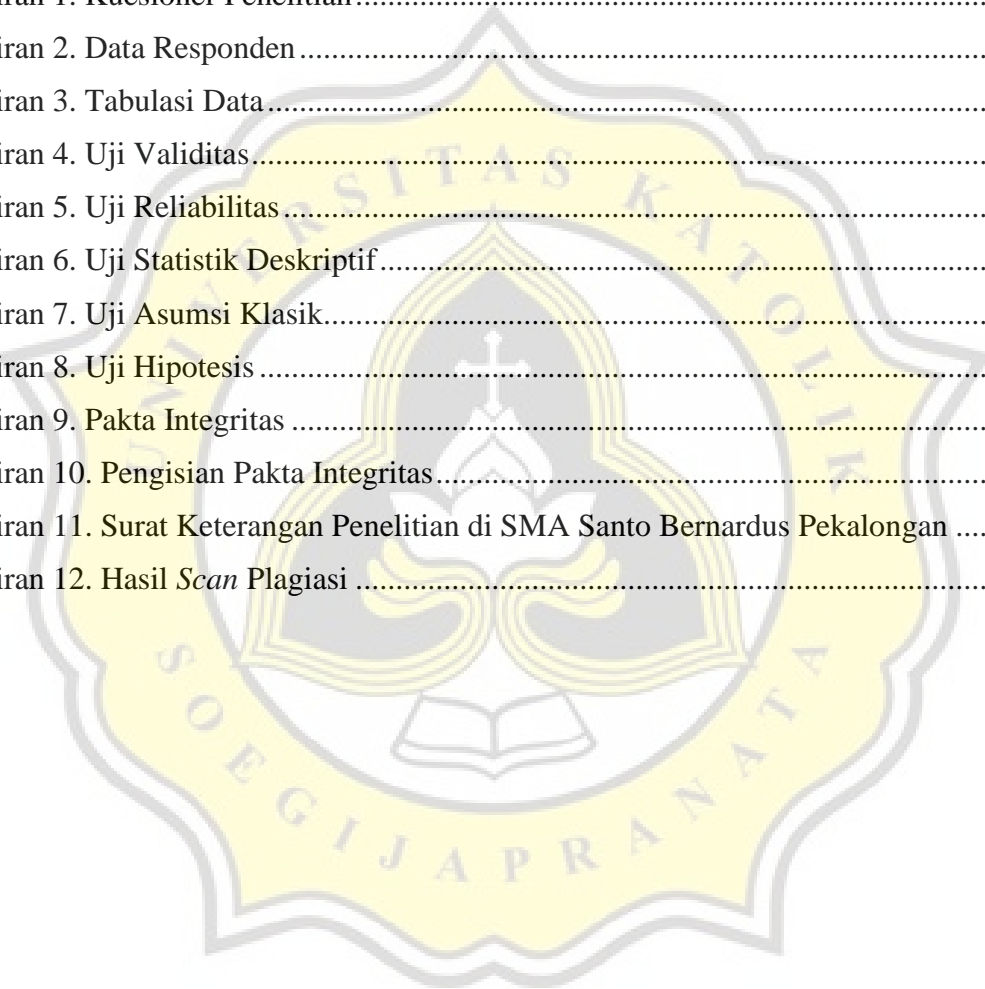 iran 1. Kuesioner Penelitian................................................................
iran 2. Data Responden................................................................
iran 3. Tabulasi Data................................................................
iran 4. Uji Validitas................................................................
iran 5. Uji Reliabilitas................................................................
iran 6. Uji Statistik Deskriptif................................................................
iran 7. Uji Asumsi Klasik................................................................
iran 8. Uji Hipotesis................................................................
iran 9. Pakta Integritas................................................................
iran 10. Pengisian Pakta Integritas................................................................
iran 11. Surat Keterangan Penelitian di SMA Santo Bernardus Pekalongan ....
iran 12. Hasil Scan Plagiasi................................................................
UNIVERSITAS KATOLIK
SOEGIJAPRANATA